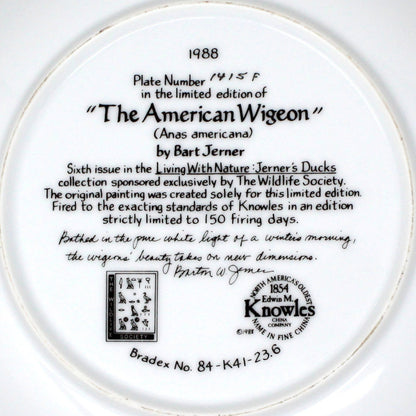 1988
Plate Number 1415F
in the limited edition of
"The American Wigeon"
(Anas americana)
by Bart Jerner
Sixth issue in the Living With Nature: Jerner's Ducks
collection sponsored exclusively by The Wildlife Society.
The original painting was created solely for this limited edition.
Fired to the exacting standards of Knowles in an edition
strictly limited to 150 firing days.
Bathed in the pure white light of a winter's morning,
the wigeons' beauty takes on new dimensions.
Barton W Jerner
SOCIETY
NORTH AMERICA'S OLDEST
1854
Edwin M.
Knowles
CHINA
COMPANY
NAME IN FINE CHINA
©1988
Bradex No. 84-K41-23.6